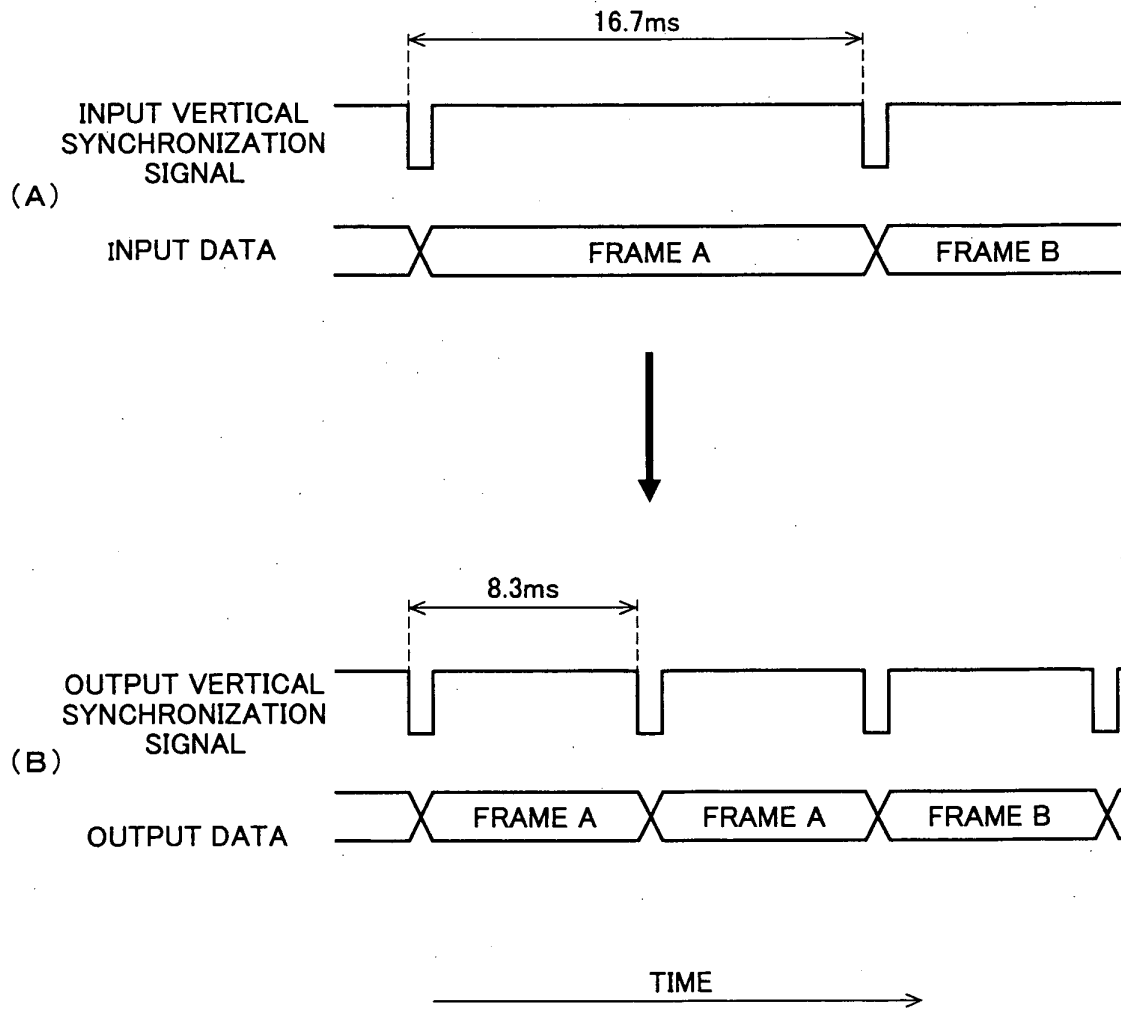 16.7ms
INPUT VERTICAL
SYNCHRONIZATION
SIGNAL
(A)
INPUT DATA
FRAME A
FRAME B
8.3ms
OUTPUT VERTICAL
SYNCHRONIZATION
SIGNAL
(B)
OUTPUT DATA
FRAME A
FRAME A
FRAME B
TIME